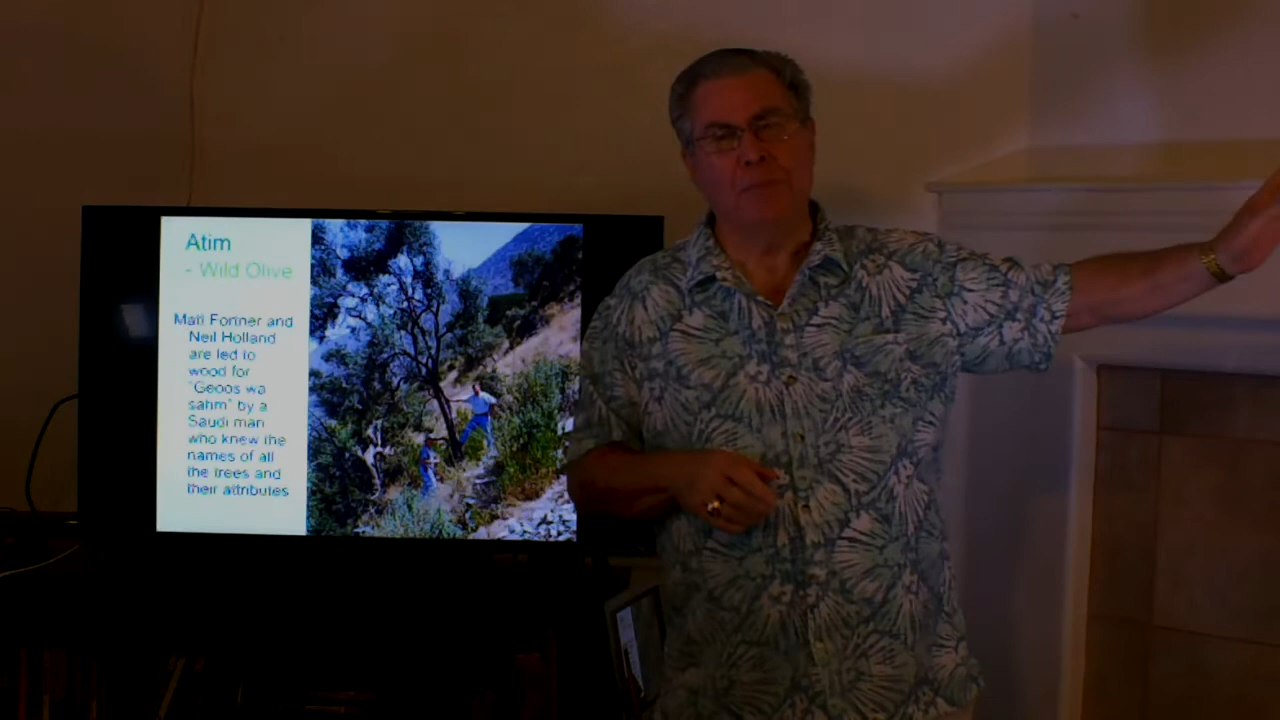 Atim
- Wild Olive
Matt Fortner and
Neil Holland
are led to
wood for
"Geoos wa
sahm" by a
Saudi man
who knew the
names of all
the trees and
their attributes